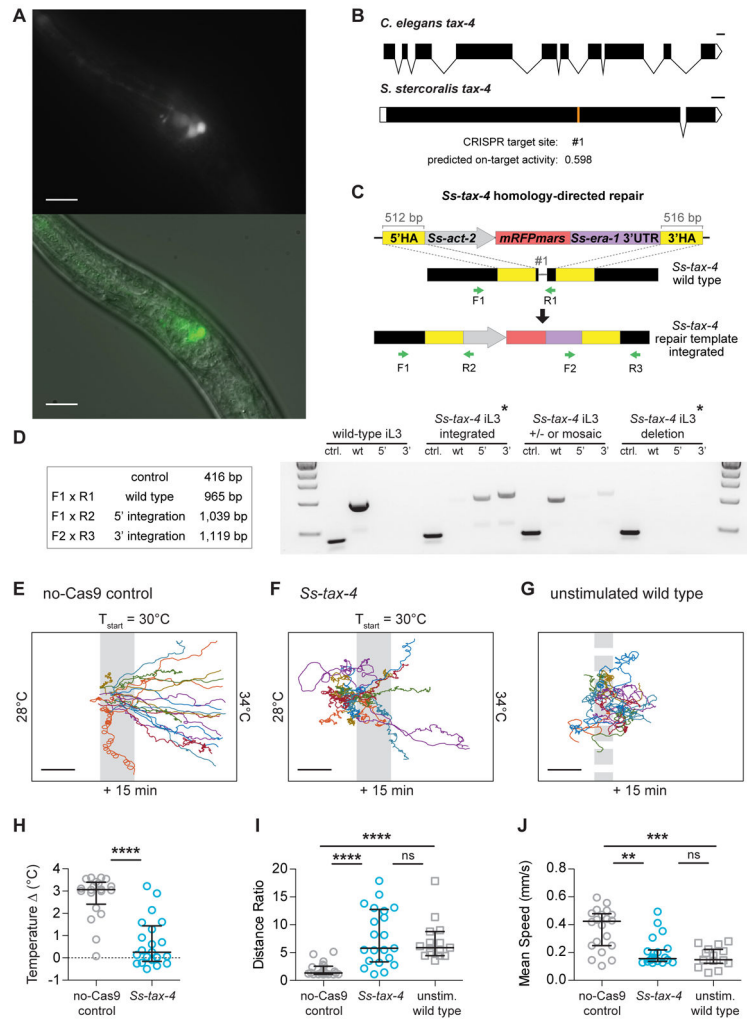 A
B
C. elegans tax-4
S. stercoralis tax-4
CRISPR target site: #1
predicted on-target activity: 0.598
C
Ss-tax-4 homology-directed repair
512 bp 516 bp
5'HA Ss-act-2 mRFPmars Ss-era-1 3'UTR 3'HA
#1
Ss-tax-4
wild type
F1 R1
Ss-tax-4
repair template
integrated
F1 R2 F2 R3
D
control 416 bp
F1 x R1 wild type 965 bp
F1 x R2 5' integration 1,039 bp
F2 x R3 3' integration 1,119 bp
wild-type iL3
Ss-tax-4 iL3 *
integrated
Ss-tax-4 iL3
+/- or mosaic
Ss-tax-4 iL3 *
deletion
ctrl. wt 5' 3' ctrl. wt 5' 3' ctrl. wt 5' 3' ctrl. wt 5' 3'
E no-Cas9 control
Tstart = 30°C
28°C
34°C
+ 15 min
F Ss-tax-4
Tstart = 30°C
28°C
34°C
+ 15 min
G unstimulated wild type
+ 15 min
H
****
Temperature Δ (°C)
4
3
2
1
0
-1
no-Cas9
control
Ss-tax-4
I
****
**** ns
Distance Ratio
20
15
10
5
0
no-Cas9
control
Ss-tax-4
unstim.
wild type
J
***
** ns
Mean Speed (mm/s)
0.8
0.6
0.4
0.2
0.0
no-Cas9
control
Ss-tax-4
unstim.
wild type